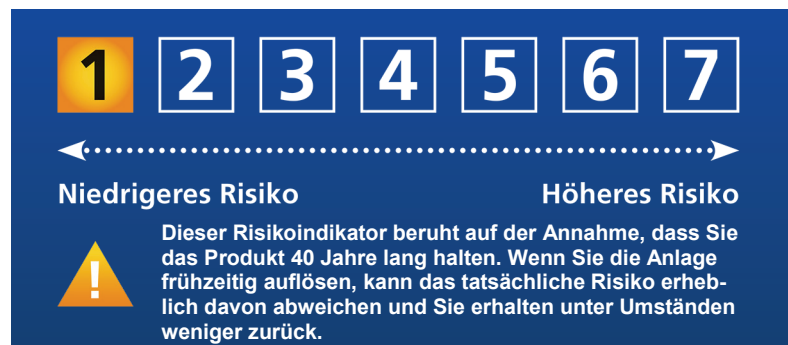 1 2 3 4 5 6 7
Niedrigeres Risiko Höheres Risiko
Dieser Risikoindikator beruht auf der Annahme, dass Sie
das Produkt 40 Jahre lang halten. Wenn Sie die Anlage
frühzeitig auflösen, kann das tatsächliche Risiko erheb-
lich davon abweichen und Sie erhalten unter Umständen
weniger zurück.